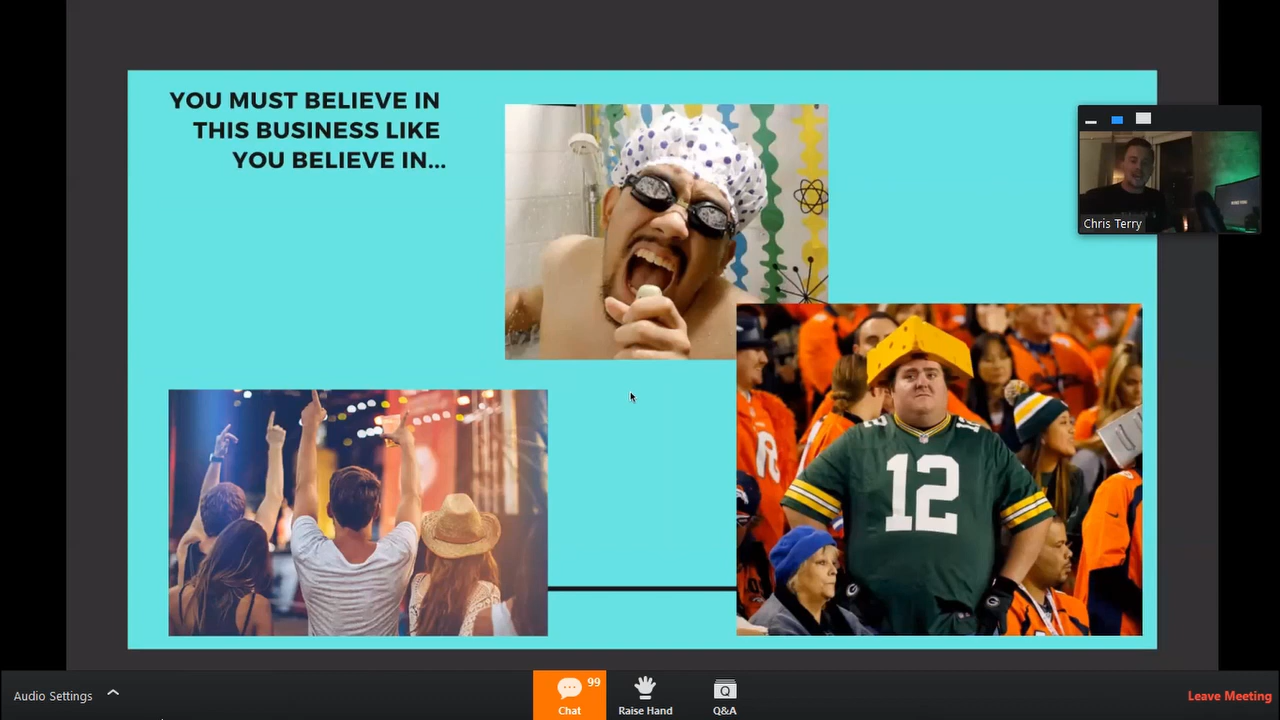 YOU MUST BELIEVE IN
THIS BUSINESS LIKE
YOU BELIEVE IN...
Chris Terry
12
Audio Settings
99
Chat
Raise Hand
Q
Q&A
Leave Meeting